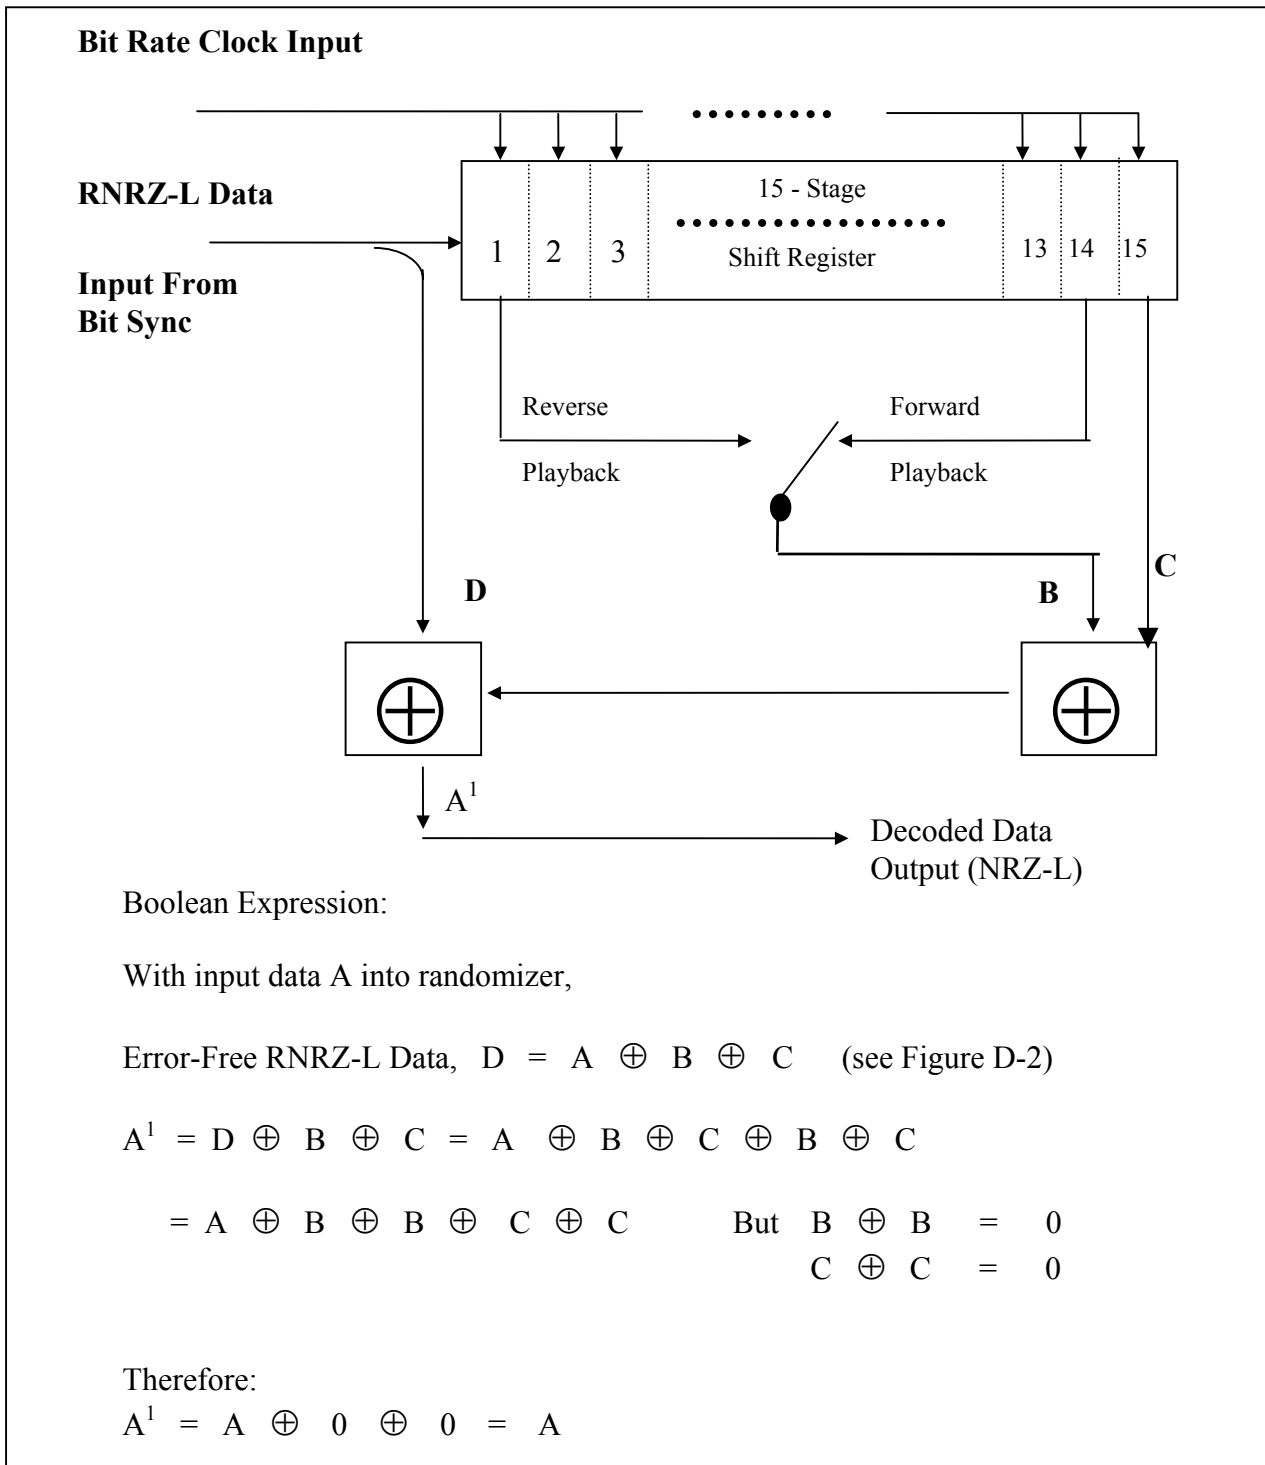 Bit Rate Clock Input
RNRZ-L Data
Input From
Bit Sync
15 - Stage
Shift Register
1 2 3 13 14 15
Reverse
Playback
Forward
Playback
D
B
C
⊕ ⊕
A¹
Decoded Data
Output (NRZ-L)
Boolean Expression:
With input data A into randomizer,
Error-Free RNRZ-L Data, D = A ⊕ B ⊕ C (see Figure D-2)
A¹ = D ⊕ B ⊕ C = A ⊕ B ⊕ C ⊕ B ⊕ C
= A ⊕ B ⊕ B ⊕ C ⊕ C But B ⊕ B = 0
C ⊕ C = 0
Therefore:
A¹ = A ⊕ 0 ⊕ 0 = A